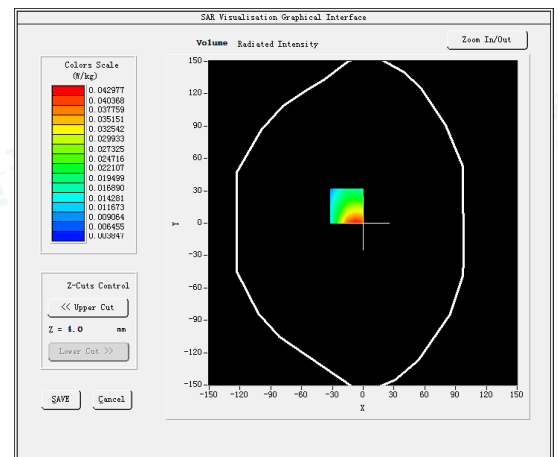 SAR Visualisation Graphical Interface
Volume Radiated Intensity
Zoom In/Out
Colors Scale
(W/kg)
0.042977
0.040368
0.037759
0.035151
0.032542
0.029933
0.027325
0.024716
0.022107
0.019499
0.016890
0.014281
0.011673
0.009064
0.006455
0.003847
Z-Cuts Control
<< Upper Cut
Z = 4.0 mm
Lower Cut >>
SAVE Cancel
150
120
90
60
30
0
-30
-60
-90
-120
-150
Y
-150 -120 -90 -60 -30 0 30 60 90 120 150
X